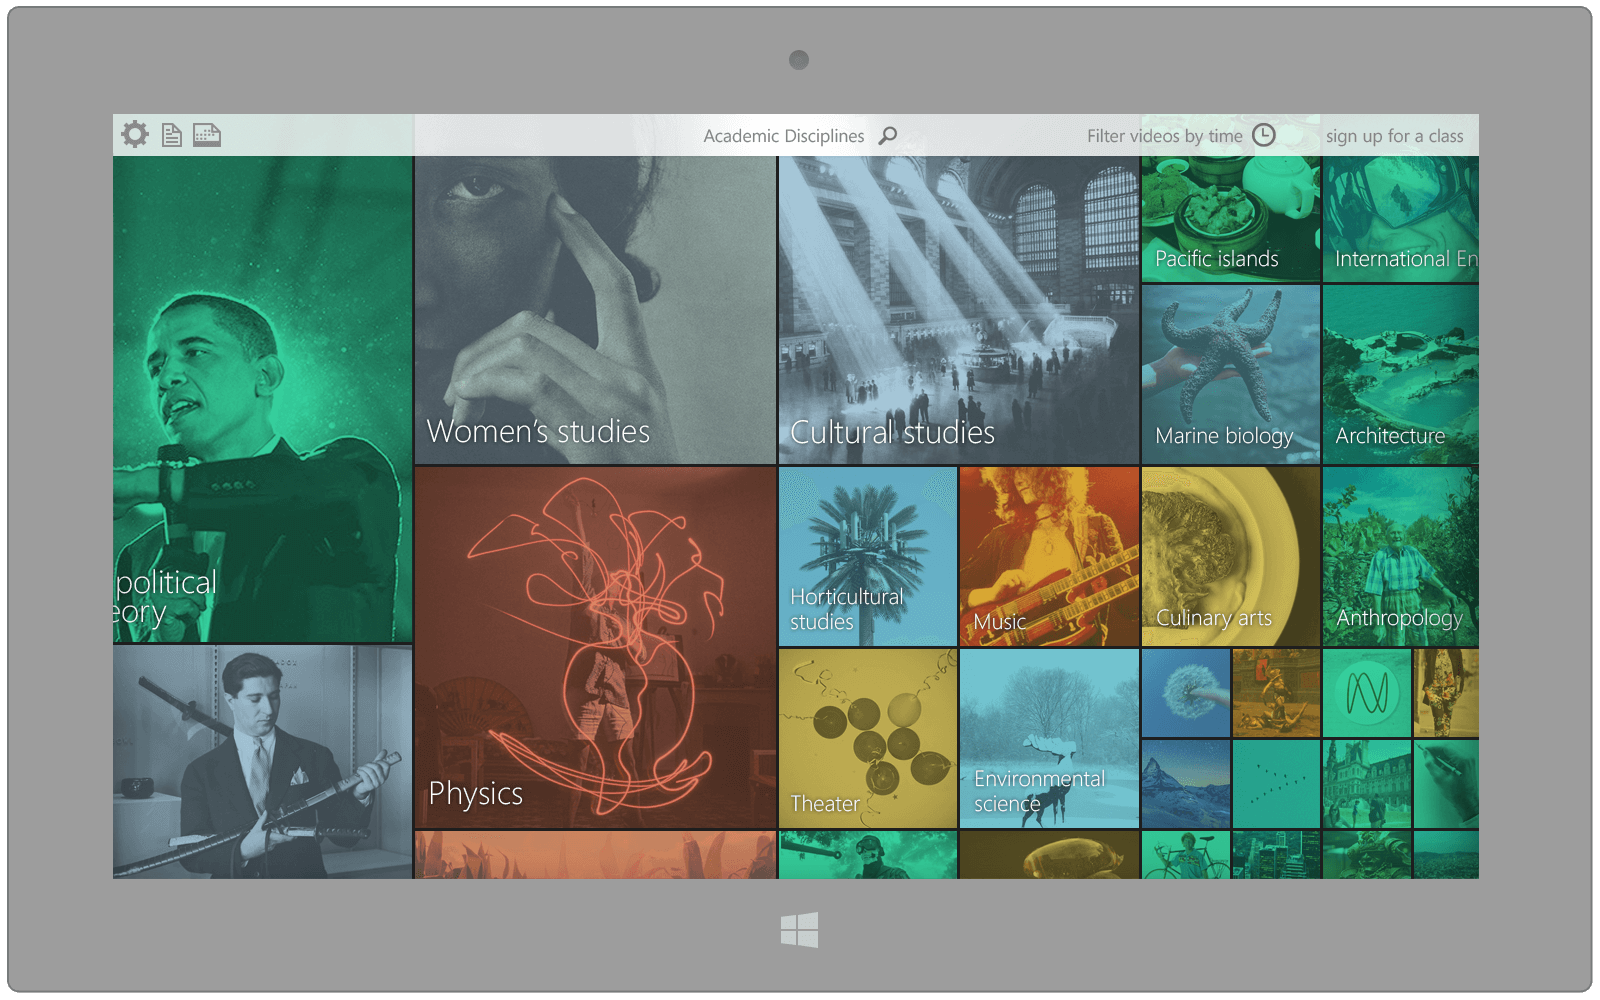 Academic Disciplines
Filter videos by time
sign up for a class
Pacific islands
International En
Women's studies
Cultural studies
Marine biology
Architecture
political
eory
Horticultural
studies
Music
Culinary arts
Anthropology
Physics
Theater
Environmental
science